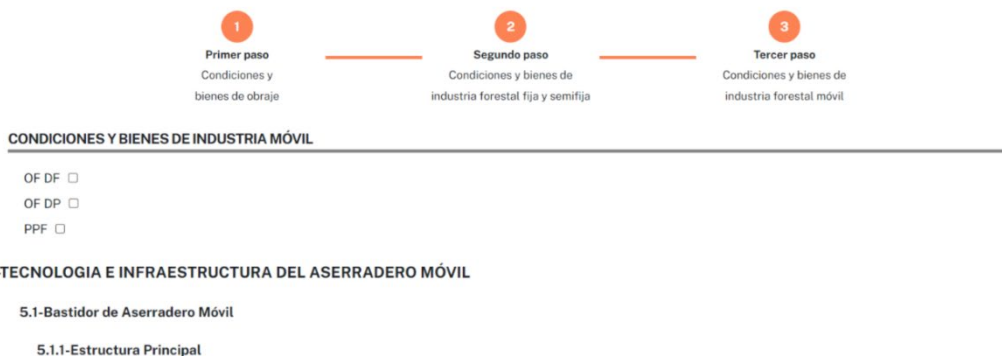 1
2
3
Primer paso
Segundo paso
Tercer paso
Condiciones y
Condiciones y bienes de
Condiciones y bienes de
bienes de obraje
industria forestal fija y semifija
industria forestal móvil
CONDICIONES Y BIENES DE INDUSTRIA MÓVIL
OF DF
OF DP
PPF
TECNOLOGIA E INFRAESTRUCTURA DEL ASERRADERO MÓVIL
5.1-Bastidor de Aserradero Móvil
5.1.1-Estructura Principal